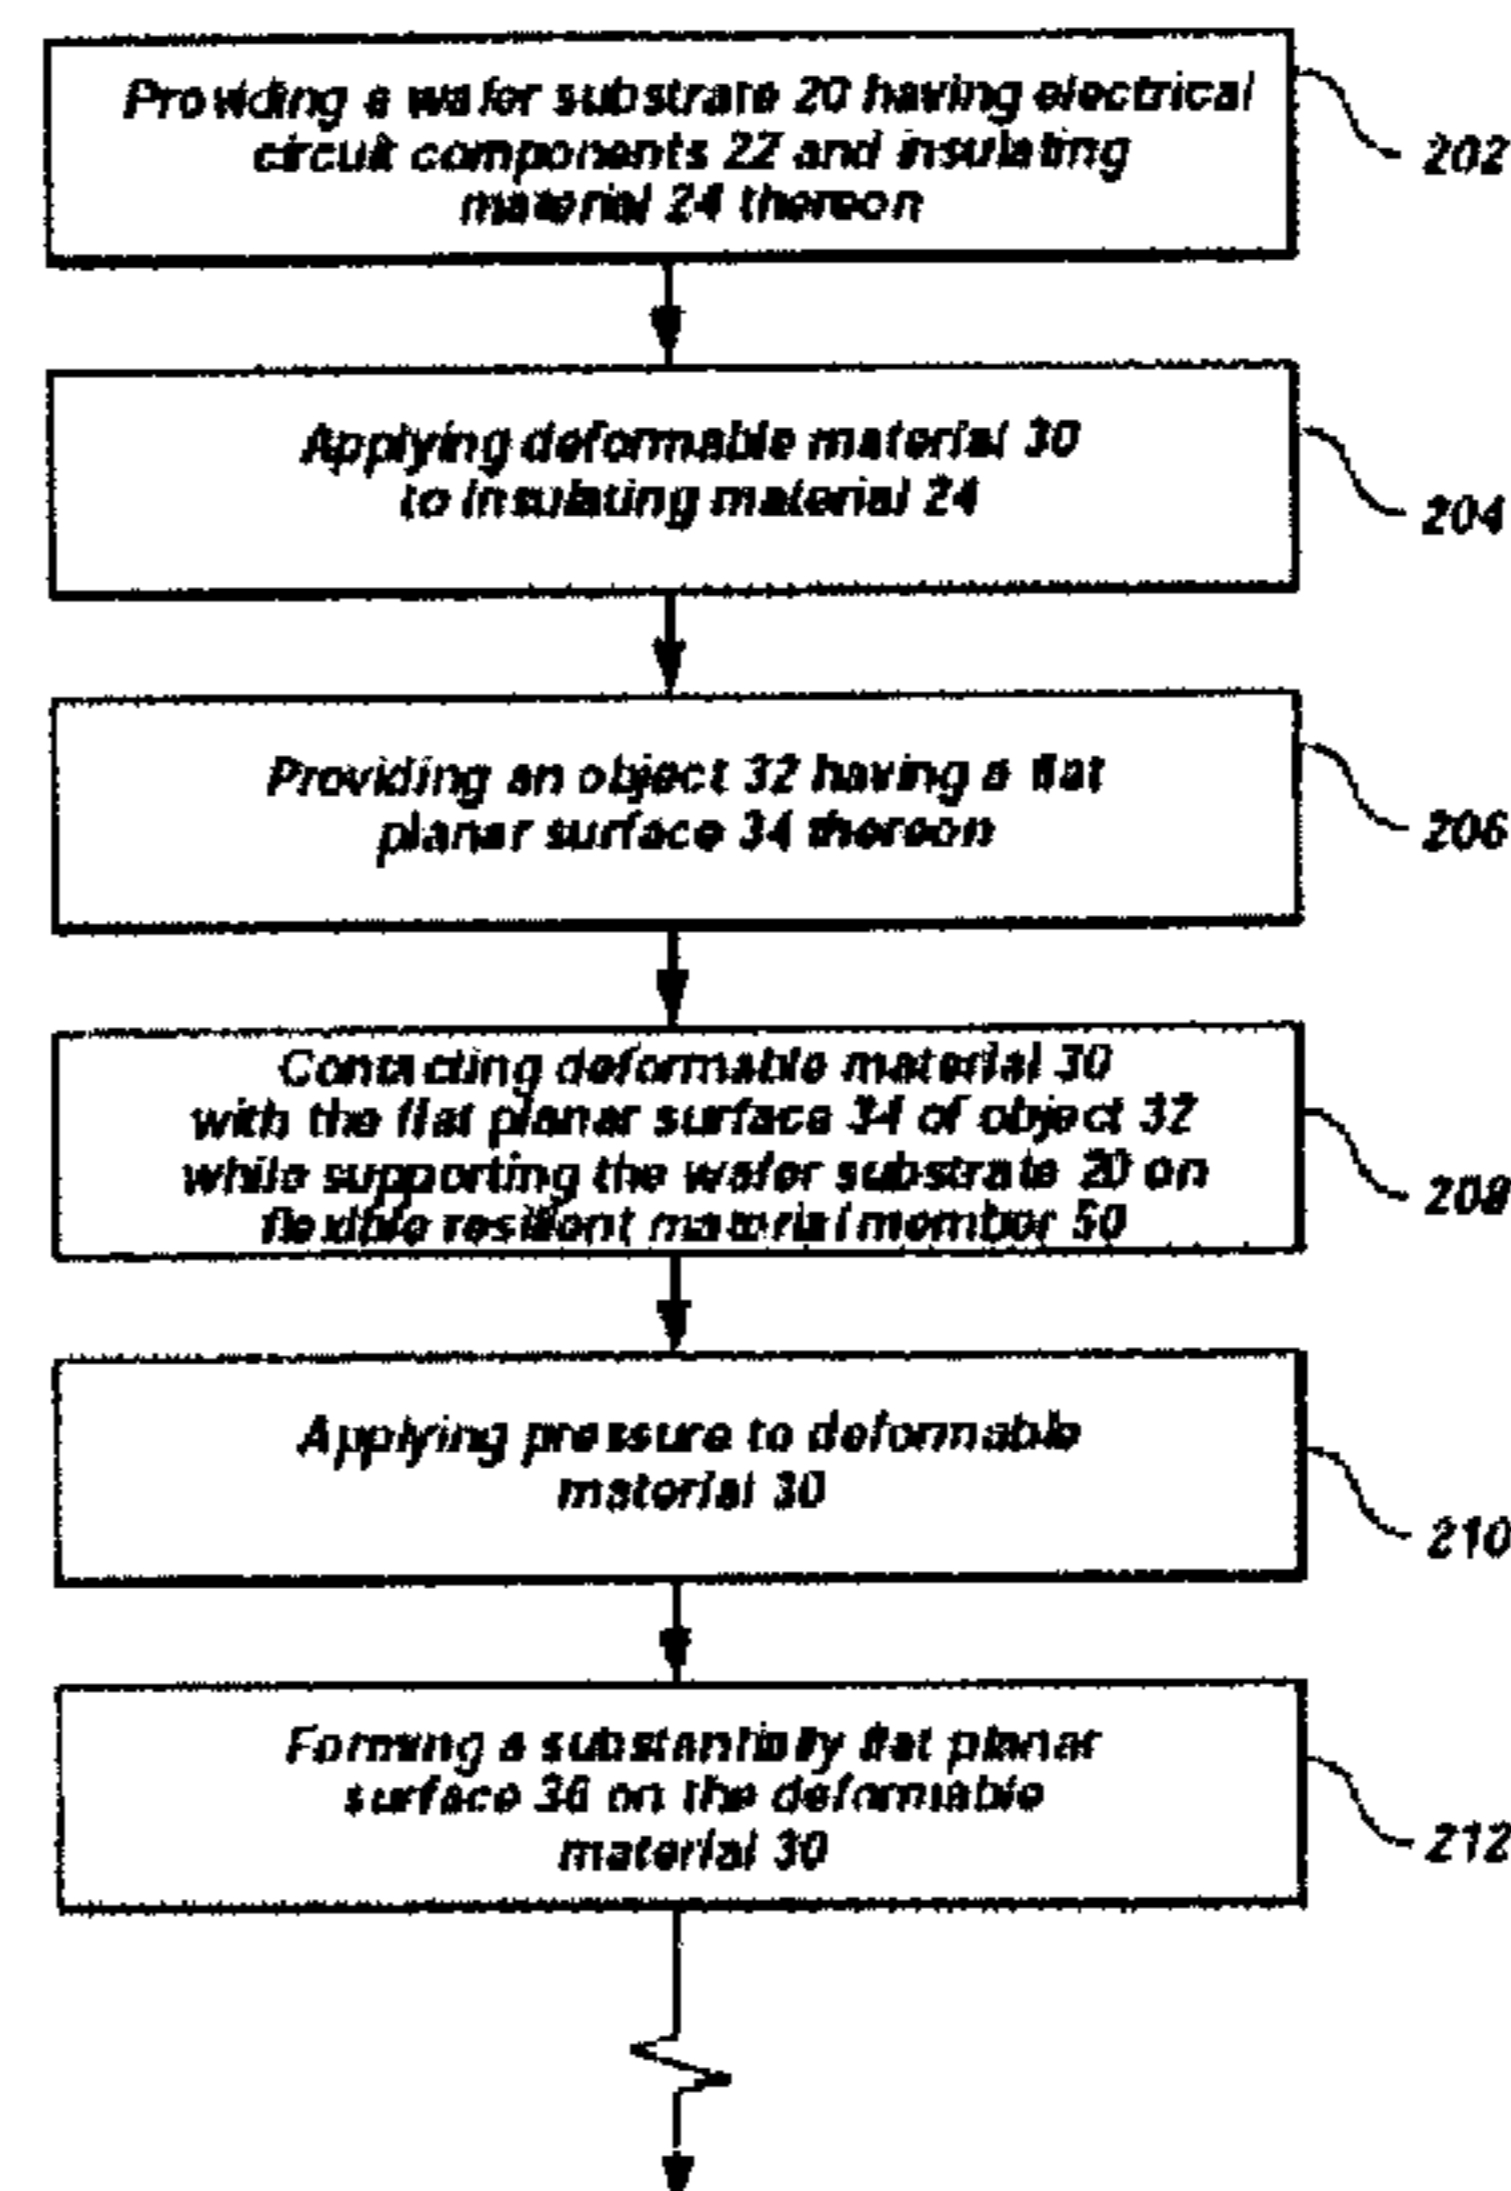 Providing a wafer substrate 20 having electrical
circuit components 22 and insulating
material 24 thereon
202
Applying deformable material 30
to insulating material 24
204
Providing an object 32 having a flat
planar surface 34 thereon
206
Contacting deformable material 30
with the flat planar surface 34 of object 32
while supporting the wafer substrate 20 on
flexible resilient material member 50
208
Applying pressure to deformable
material 30
210
Forming a substantially flat planar
surface 36 on the deformable
material 30
212